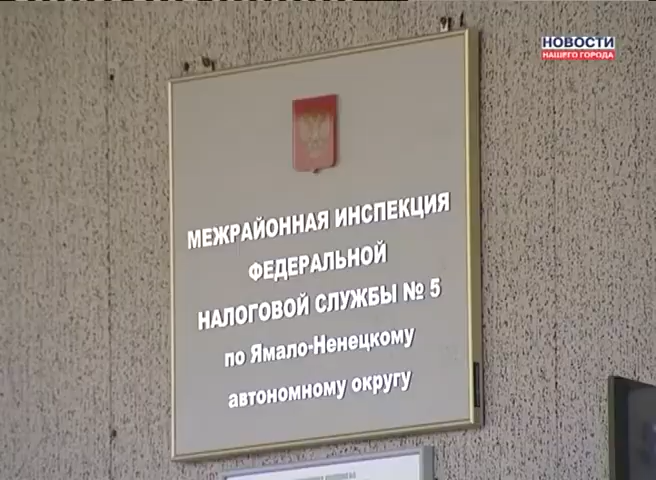 НОВОСТИ
НАШЕГО ГОРОДА
МЕЖРАЙОННАЯ ИНСПЕКЦИЯ
ФЕДЕРАЛЬНОЙ
НАЛОГОВОЙ СЛУЖБЫ № 5
по Ямало-Ненецкому
автономному округу